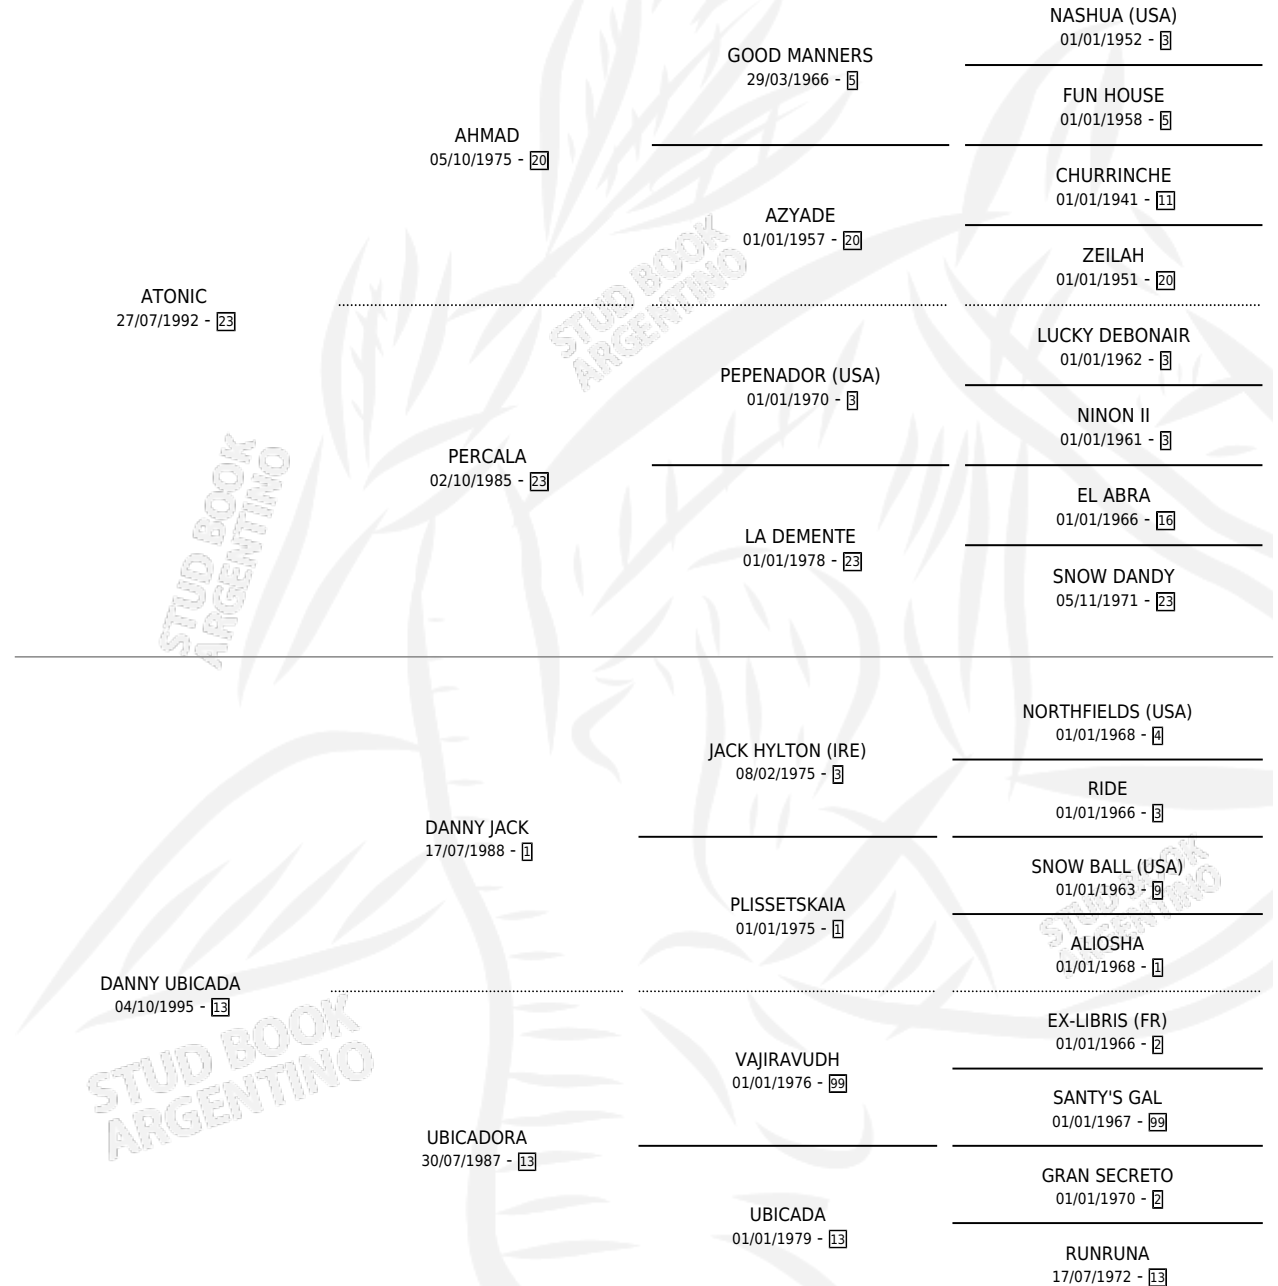 NASHUA (USA)
01/01/1952 - 3
GOOD MANNERS
29/03/1966 - 5
FUN HOUSE
01/01/1958 - 5
AHMAD
05/10/1975 - 20
CHURRINCHE
01/01/1941 - 11
AZYADE
01/01/1957 - 20
ZEILAH
01/01/1951 - 20
ATONIC
27/07/1992 - 23
STUD BOOK
ARGENTINO
LUCKY DEBONAIR
01/01/1962 - 3
PEPENADOR (USA)
01/01/1970 - 3
NINON II
01/01/1961 - 3
PERCALA
02/10/1985 - 23
STUD BOOK
ARGENTINO
EL ABRA
01/01/1966 - 16
LA DEMENTE
01/01/1978 - 23
SNOW DANDY
05/11/1971 - 23
NORTHFIELDS (USA)
01/01/1968 - 4
JACK HYLTON (IRE)
08/02/1975 - 3
RIDE
01/01/1966 - 3
DANNY JACK
17/07/1988 - 1
SNOW BALL (USA)
01/01/1963 - 9
PLISSETSKAIA
01/01/1975 - 1
STUD BOOK
ARGENTINO
ALIOSHA
01/01/1968 - 1
DANNY UBICADA
04/10/1995 - 13
STUD BOOK
ARGENTINO
EX-LIBRIS (FR)
01/01/1966 - 2
VAJIRAVUDH
01/01/1976 - 99
SANTY'S GAL
01/01/1967 - 99
UBICADORA
30/07/1987 - 13
GRAN SECRETO
01/01/1970 - 2
UBICADA
01/01/1979 - 13
RUNRUNA
17/07/1972 - 13